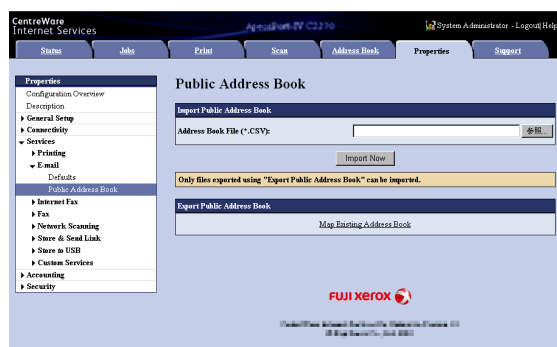 CentreWare
Internet Services
ApeosPort-IV C2270
System Administrator - Logout| Help
Status
Jobs
Print
Scan
Address Book
Properties
Support
Properties
Configuration Overview
Description
General Setup
Connectivity
Services
Printing
E-mail
Defaults
Public Address Book
Internet Fax
Fax
Network Scanning
Store & Send Link
Store to USB
Custom Services
Accounting
Security
Public Address Book
Import Public Address Book
Address Book File (*.CSV):
参照...
Import Now
Only files exported using "Export Public Address Book" can be imported.
Export Public Address Book
Map Existing Address Book
FUJI xerox